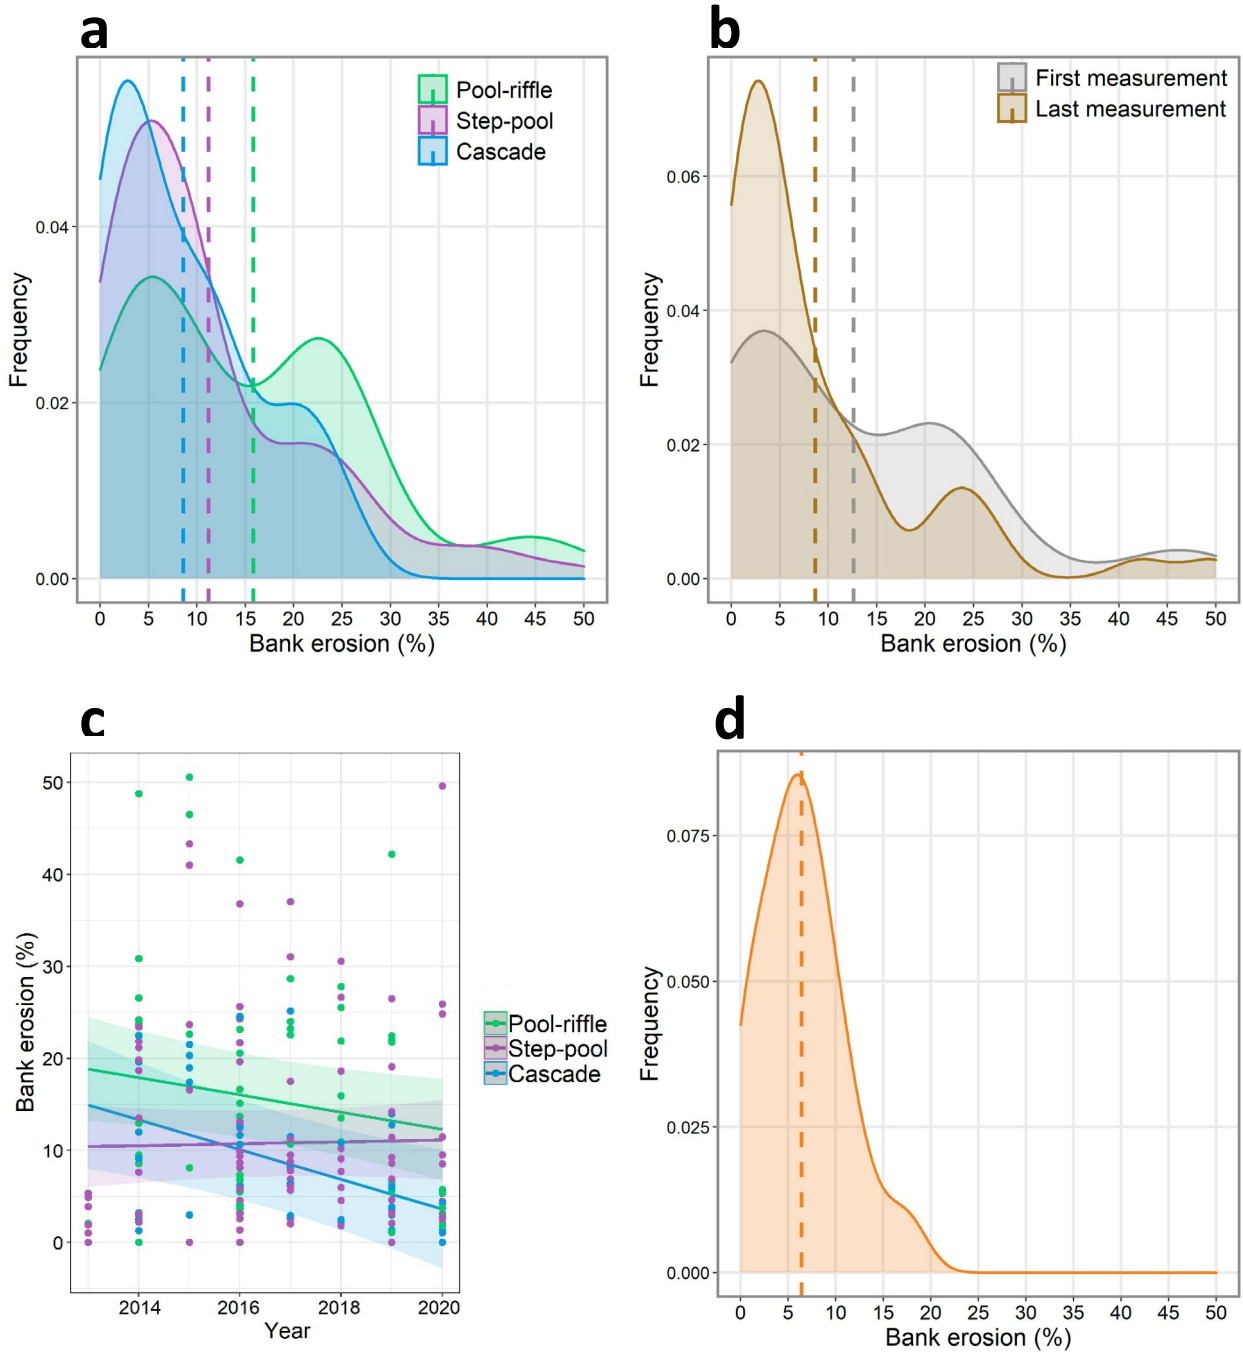 a
Pool-riffle
Step-pool
Cascade
0.04
0.02
0.00
Frequency
0 5 10 15 20 25 30 35 40 45 50
Bank erosion (%)
b
First measurement
Last measurement
0.06
0.04
0.02
0.00
Frequency
0 5 10 15 20 25 30 35 40 45 50
Bank erosion (%)
c
50
40
30
20
10
0
Bank erosion (%)
2014 2016 2018 2020
Year
Pool-riffle
Step-pool
Cascade
d
0.075
0.050
0.025
0.000
Frequency
0 5 10 15 20 25 30 35 40 45 50
Bank erosion (%)